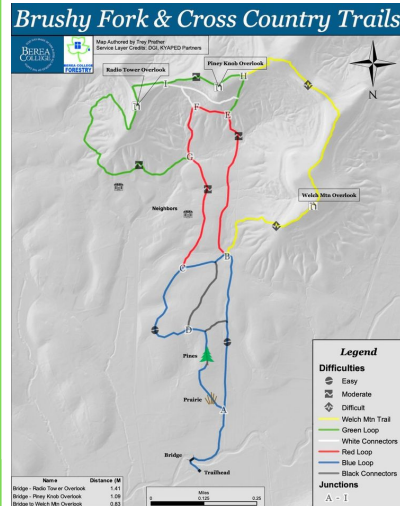 Brushy Fork & Cross Country Trails
BEREA
COLLEGE
BEREA COLLEGE
FORESTRY
Map Authored by Trey Prather
Service Layer Credits: DGI, KYAPED Partners
Radio Tower Overlook
Piney Knob Overlook
I
H
F
E
N
G
Welch Mtn Overlook
Neighbors
B
C
D
Pines
Prairie
A
Bridge
Trailhead
Legend
Difficulties
Easy
Moderate
Difficult
Welch Mtn Trail
Green Loop
White Connectors
Red Loop
Blue Loop
Black Connectors
Junctions
A - I
Name Distance (M
Bridge - Radio Tower Overlook 1.41
Bridge - Piney Knob Overlook 1.09
Bridge to Welch Mtn Overlook 0.83
Miles
0 0.125 0.25